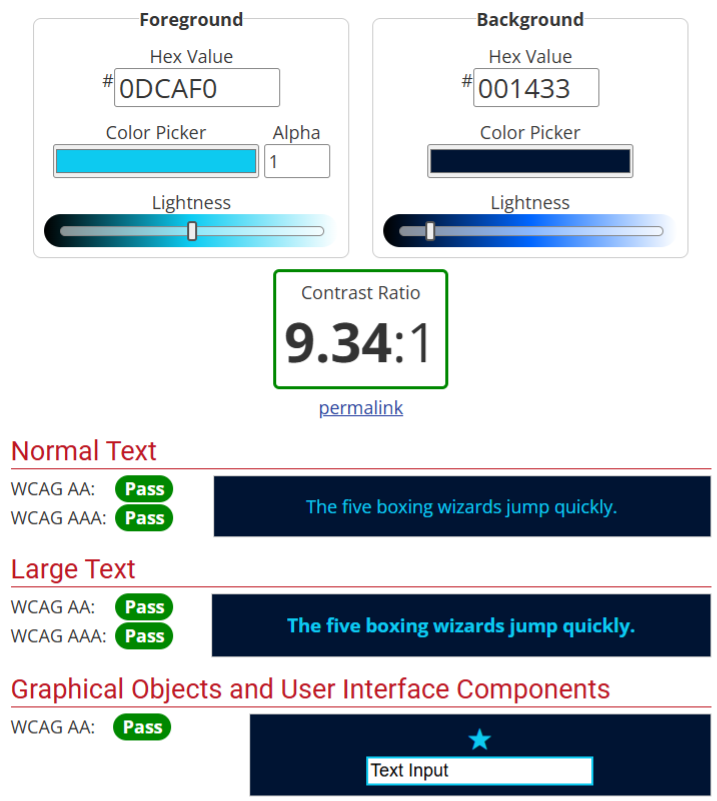 Foreground
Hex Value
#0DCAF0
Color Picker Alpha
1
Lightness
Background
Hex Value
#001433
Color Picker
Lightness
Contrast Ratio
9.34:1
permalink
Normal Text
WCAG AA: Pass
WCAG AAA: Pass
The five boxing wizards jump quickly.
Large Text
WCAG AA: Pass
WCAG AAA: Pass
The five boxing wizards jump quickly.
Graphical Objects and User Interface Components
WCAG AA: Pass
Text Input